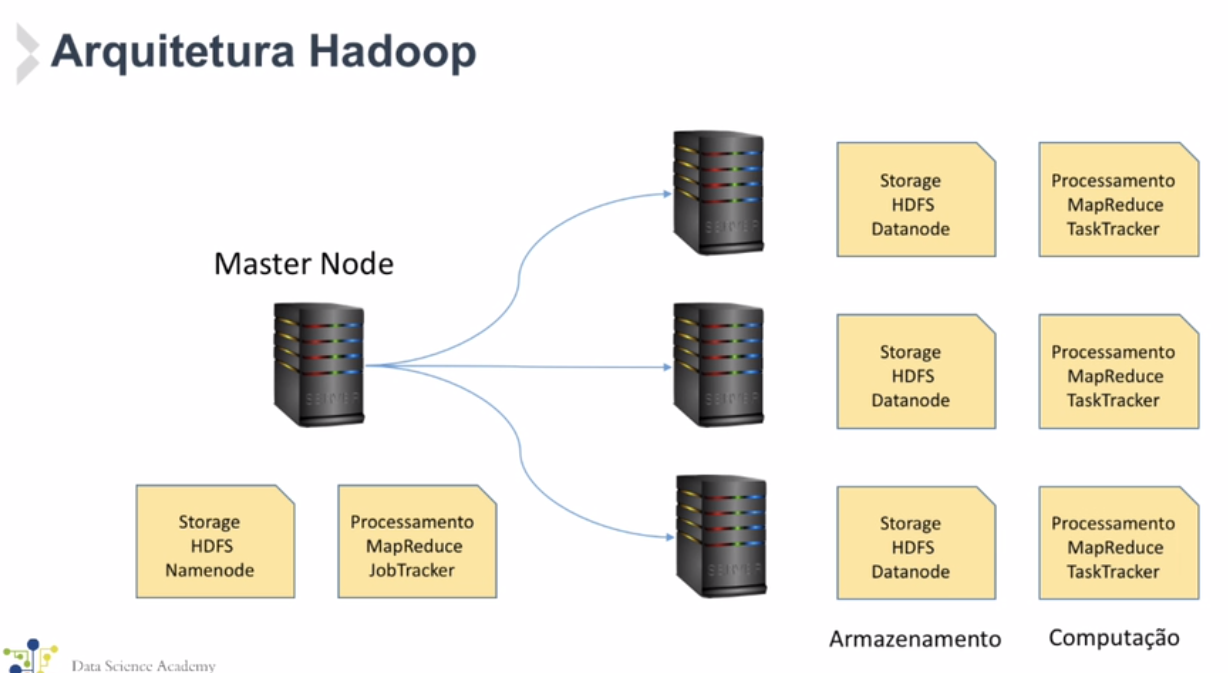 Arquitetura Hadoop
Master Node
Storage
HDFS
Namenode
Processamento
MapReduce
JobTracker
Storage
HDFS
Datanode
Processamento
MapReduce
TaskTracker
Storage
HDFS
Datanode
Processamento
MapReduce
TaskTracker
Storage
HDFS
Datanode
Processamento
MapReduce
TaskTracker
Armazenamento
Computação
Data Science Academy